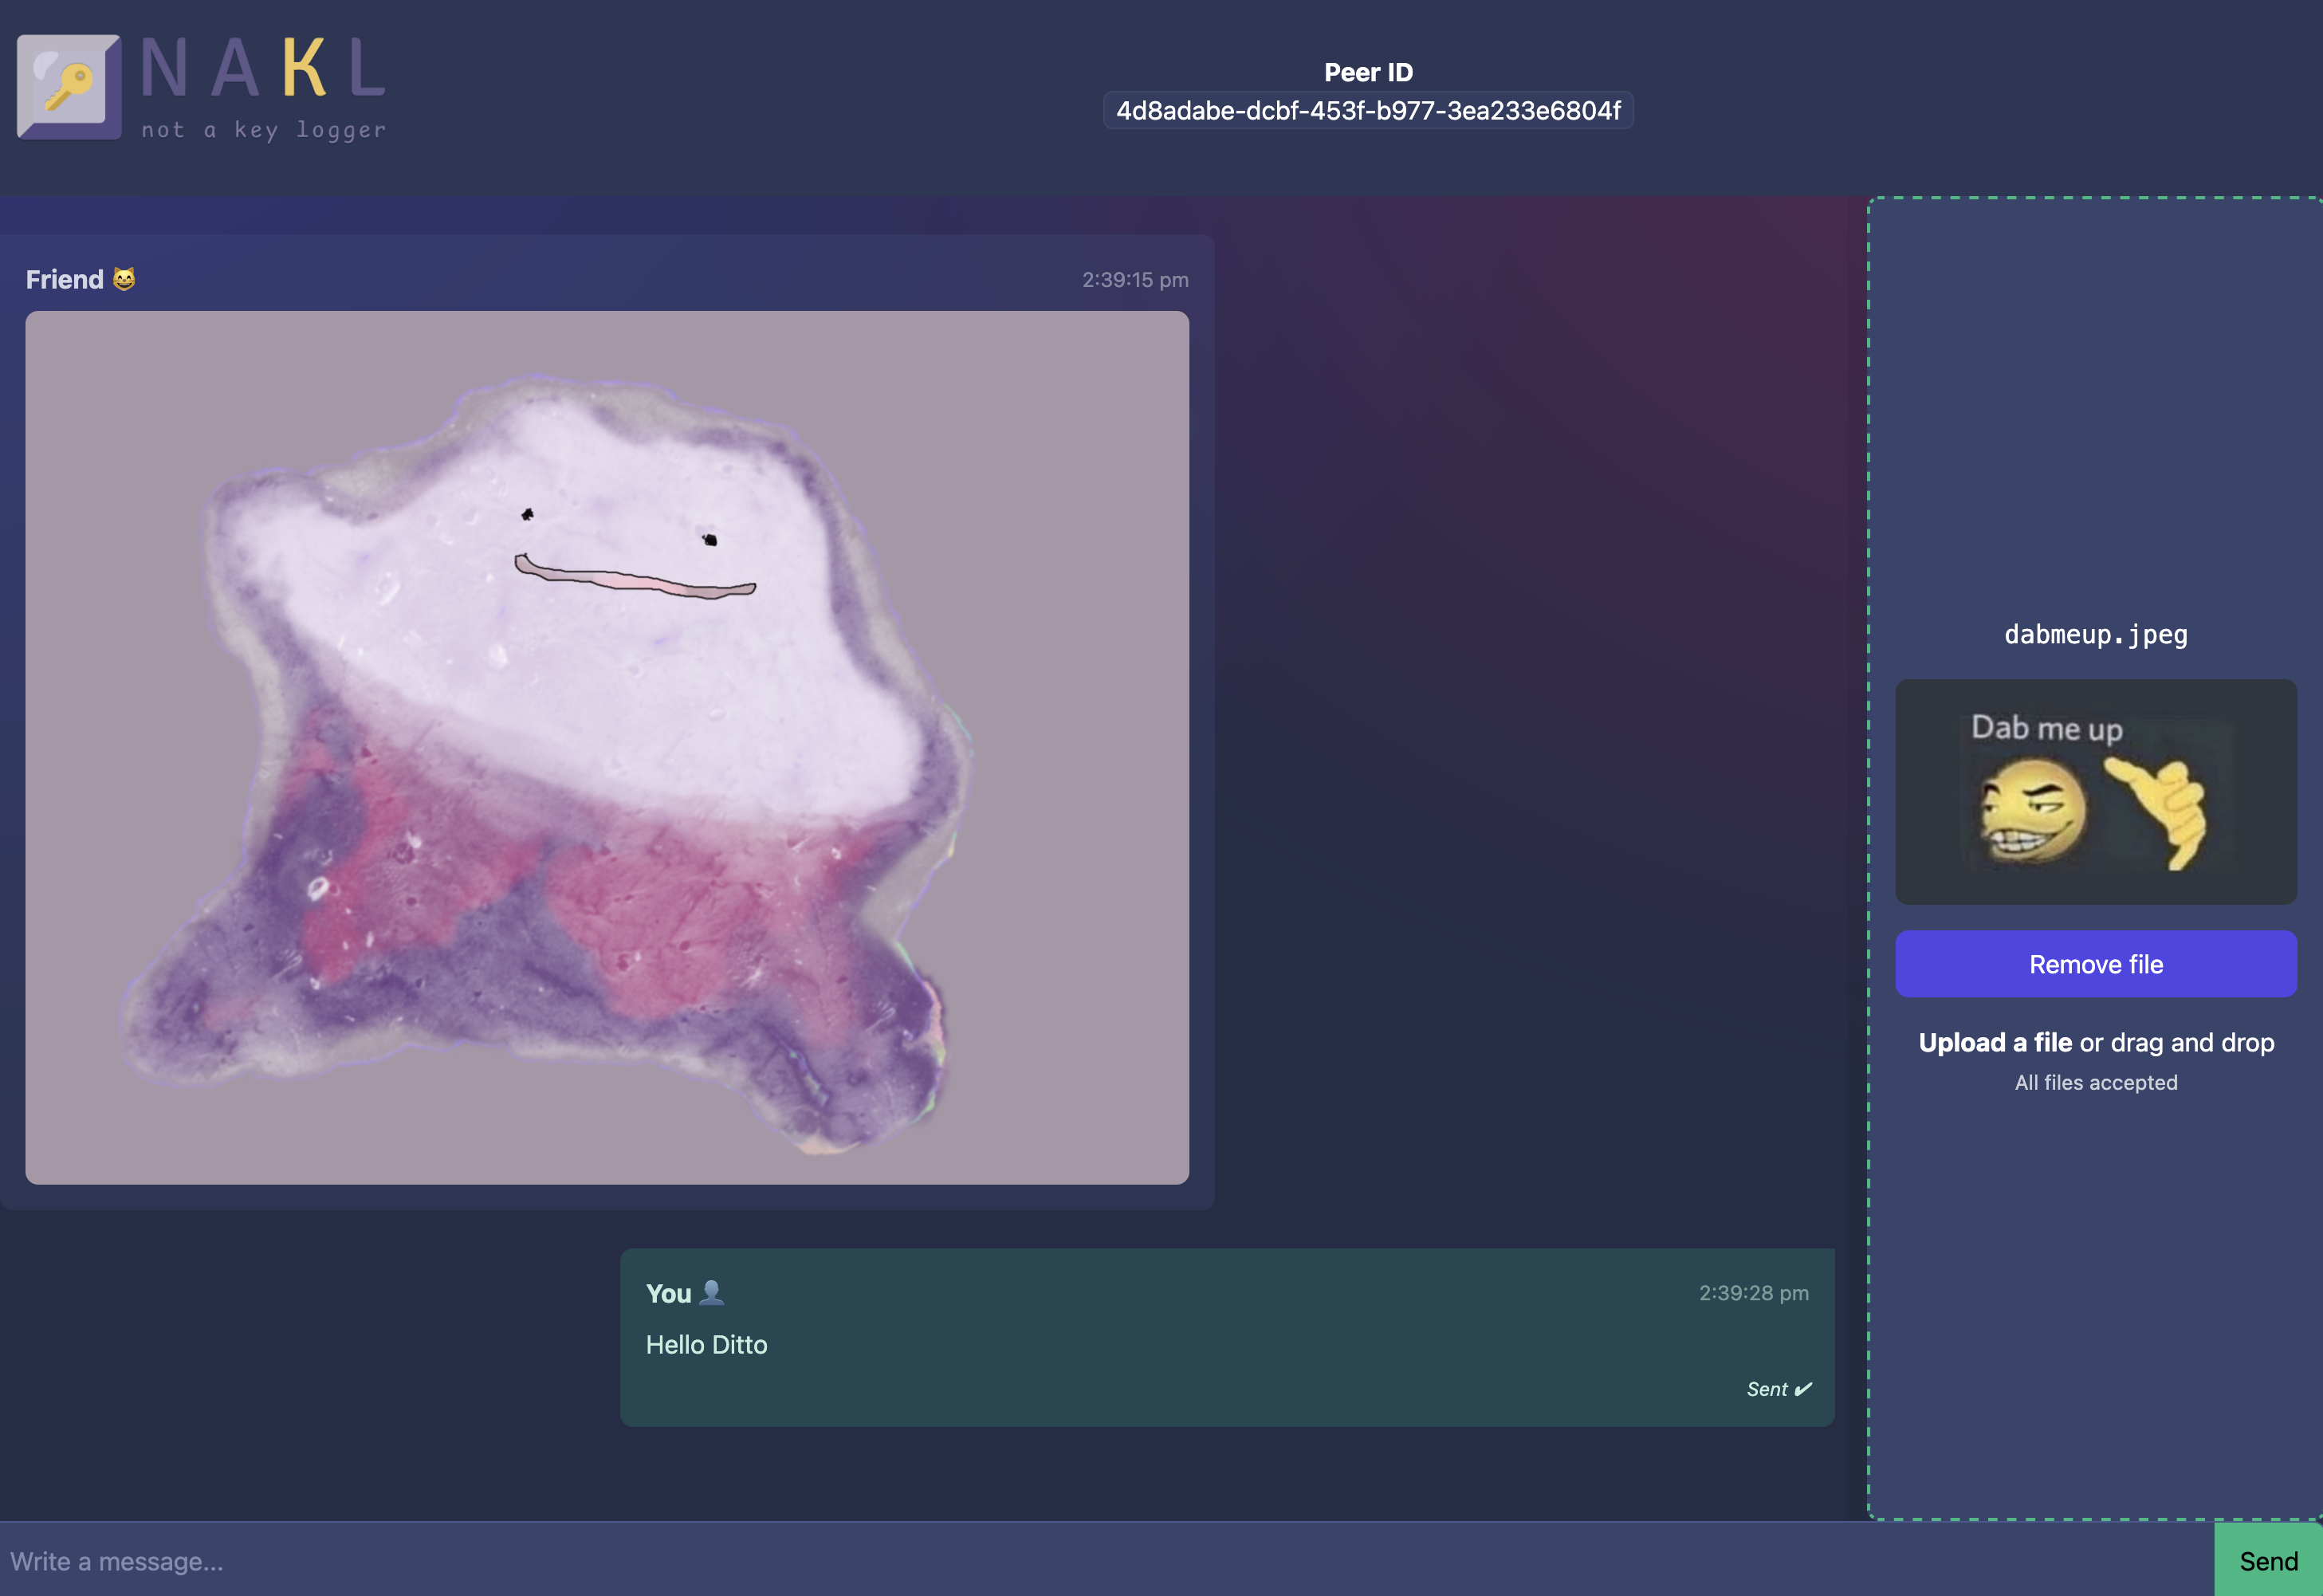 NAKL
not a key logger
Peer ID
4d8adabe-dcbf-453f-b977-3ea233e6804f
Friend 😸
2:39:15 pm
You 👤
2:39:28 pm
Hello Ditto
Sent ✔
dabmeup.jpeg
Dab me up
Remove file
Upload a file or drag and drop
All files accepted
Write a message...
Send